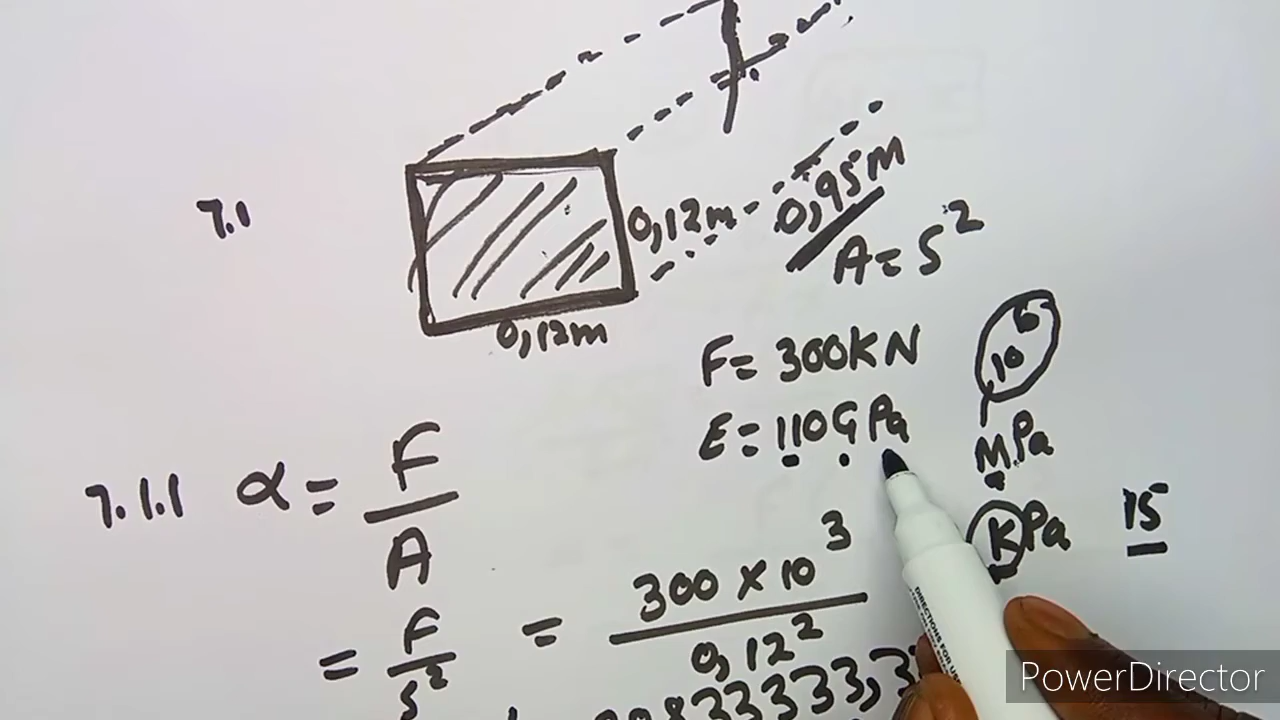 7.1
0,12m
0,95M
A = S²
0,12m
F = 300KN
E = 110GPa
10⁶
MPa
KPa
15
7.1.1 α = F/A
= F/S² = 300 × 10³ / 0,12²
PowerDirector